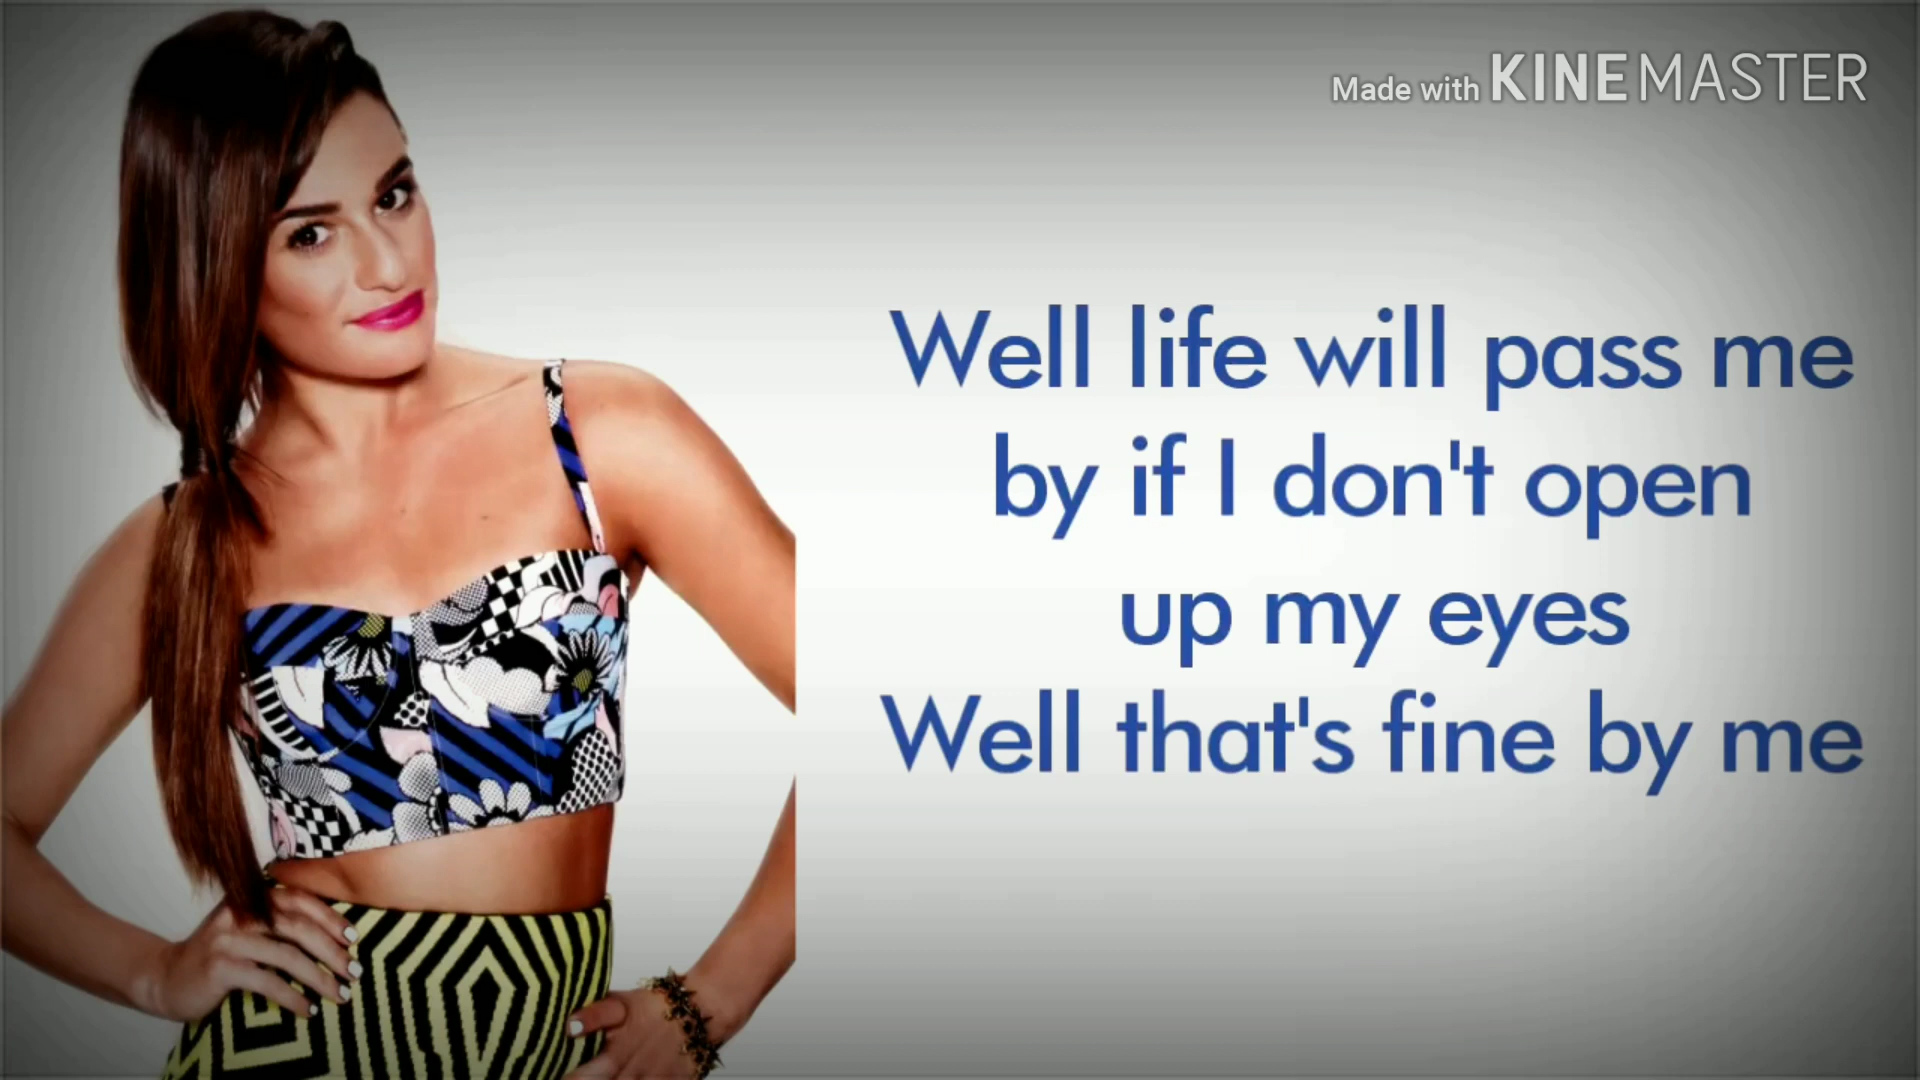 Made with KINEMASTER
Well life will pass me
by if I don't open
up my eyes
Well that's fine by me